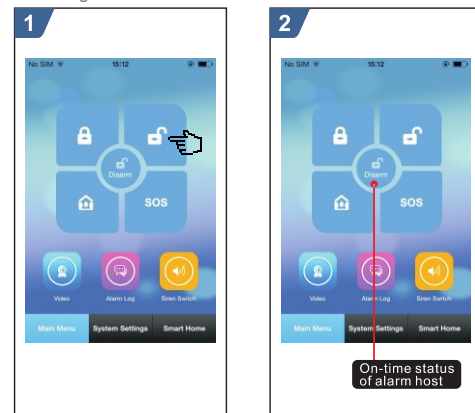 1
No SIM 15:12
Disarm
SOS
Video Alarm Log Siren Switch
Main Menu System Settings Smart Home
2
No SIM 15:12
Disarm
SOS
Video Alarm Log Siren Switch
Main Menu System Settings Smart Home
On-time status
of alarm host